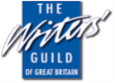 THE
Writers'
GUILD
OF GREAT BRITAIN